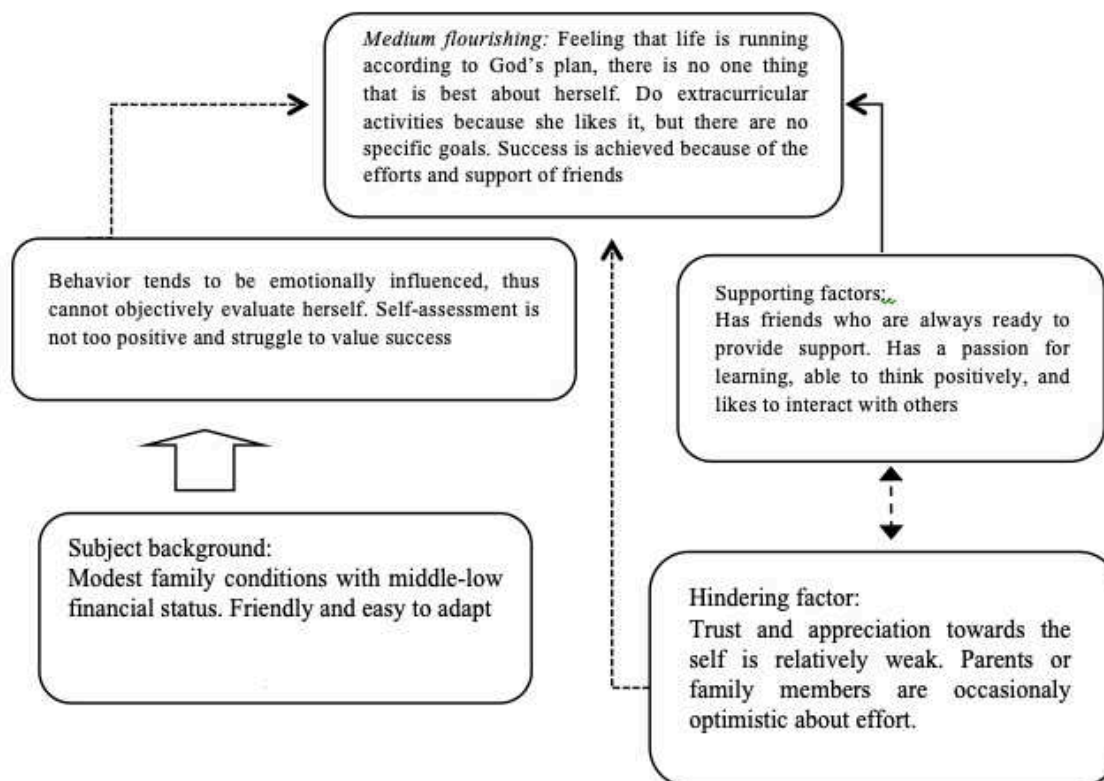 Medium flourishing: Feeling that life is running
according to God's plan, there is no one thing
that is best about herself. Do extracurricular
activities because she likes it, but there are no
specific goals. Success is achieved because of the
efforts and support of friends
Behavior tends to be emotionally influenced, thus
cannot objectively evaluate herself. Self-assessment is
not too positive and struggle to value success
Supporting factors:
Has friends who are always ready to
provide support. Has a passion for
learning, able to think positively, and
likes to interact with others
Subject background:
Modest family conditions with middle-low
financial status. Friendly and easy to adapt
Hindering factor:
Trust and appreciation towards the
self is relatively weak. Parents or
family members are occasionaly
optimistic about effort.